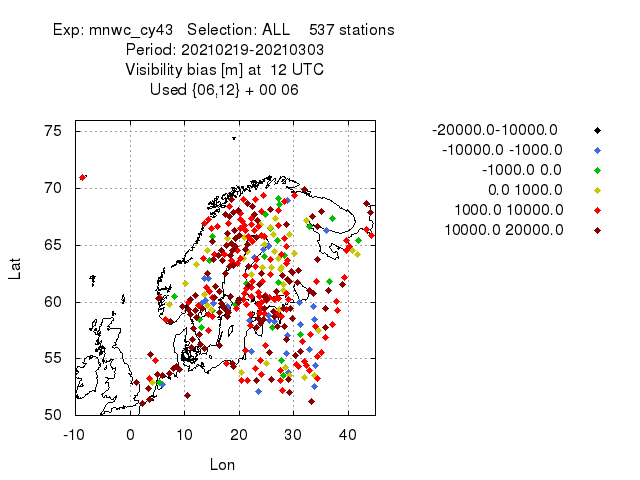 Exp: mnwc_cy43   Selection: ALL    537 stations
Period: 20210219-20210303
Visibility bias [m] at  12 UTC
Used {06,12} + 00 06
-20000.0-10000.0
-10000.0 -1000.0
-1000.0 0.0
0.0 1000.0
1000.0 10000.0
10000.0 20000.0
75
70
65
60
55
50
Lat
-10 0 10 20 30 40
Lon